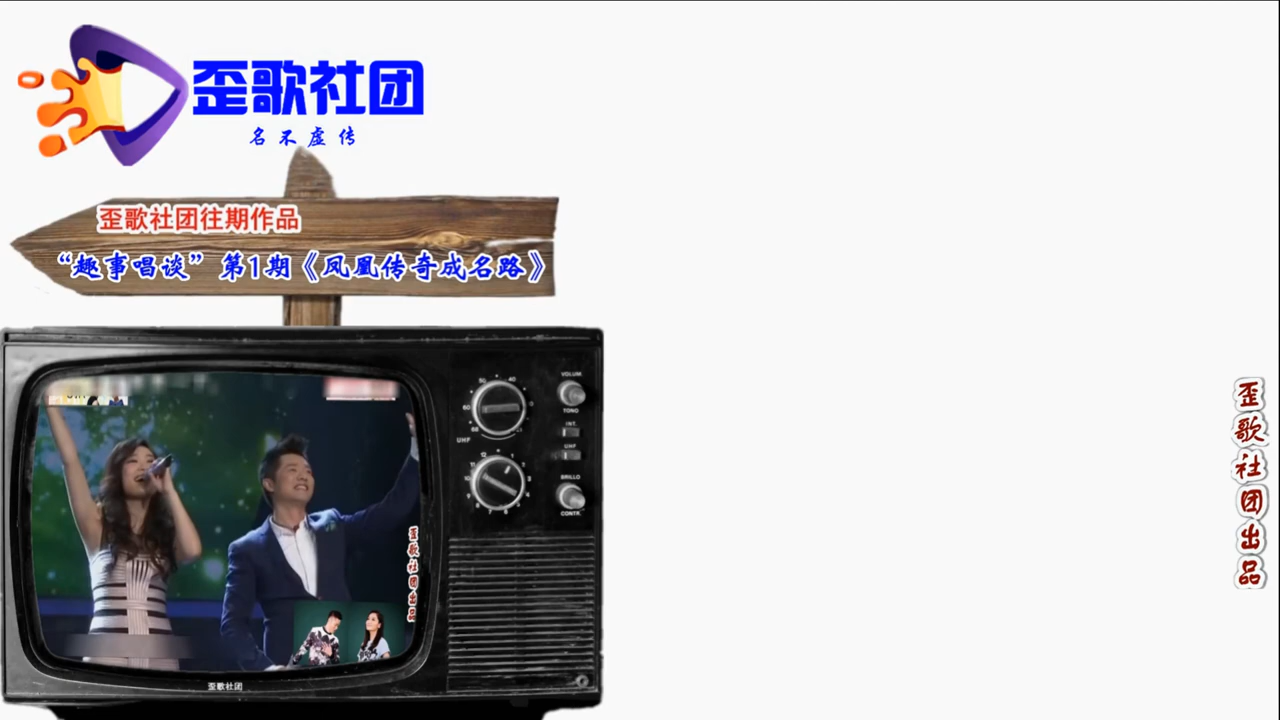 歪歌社团
名不虚传
歪歌社团往期作品
“趣事唱谈”第1期《凤凰传奇成名路》
VOLUM
TONO
INT.
UHF
BRILLO
CONTR.
UHF
歪歌社团出品
歪歌社团
歪歌社团出品